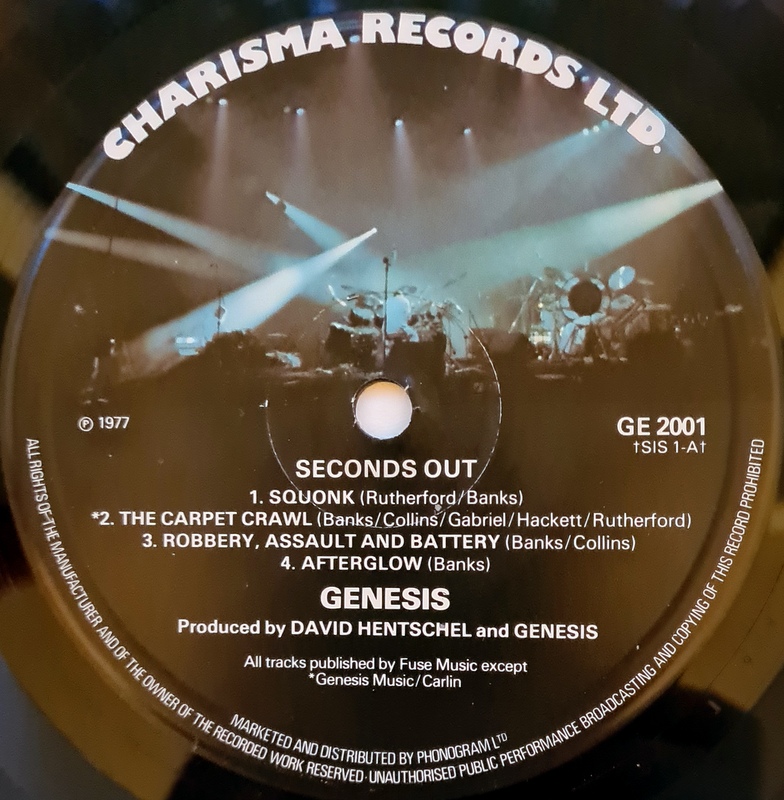 CHARISMA RECORDS LTD.
℗ 1977
GE 2001
†SIS 1-A†
SECONDS OUT
1. SQUONK (Rutherford/Banks)
*2. THE CARPET CRAWL (Banks/Collins/Gabriel/Hackett/Rutherford)
3. ROBBERY, ASSAULT AND BATTERY (Banks/Collins)
4. AFTERGLOW (Banks)
GENESIS
Produced by DAVID HENTSCHEL and GENESIS
All tracks published by Fuse Music except
*Genesis Music/Carlin
MARKETED AND DISTRIBUTED BY PHONOGRAM LTD
ALL RIGHTS OF THE MANUFACTURER AND OF THE OWNER OF THE RECORDED WORK RESERVED·UNAUTHORISED PUBLIC PERFORMANCE BROADCASTING AND COPYING OF THIS RECORD PROHIBITED